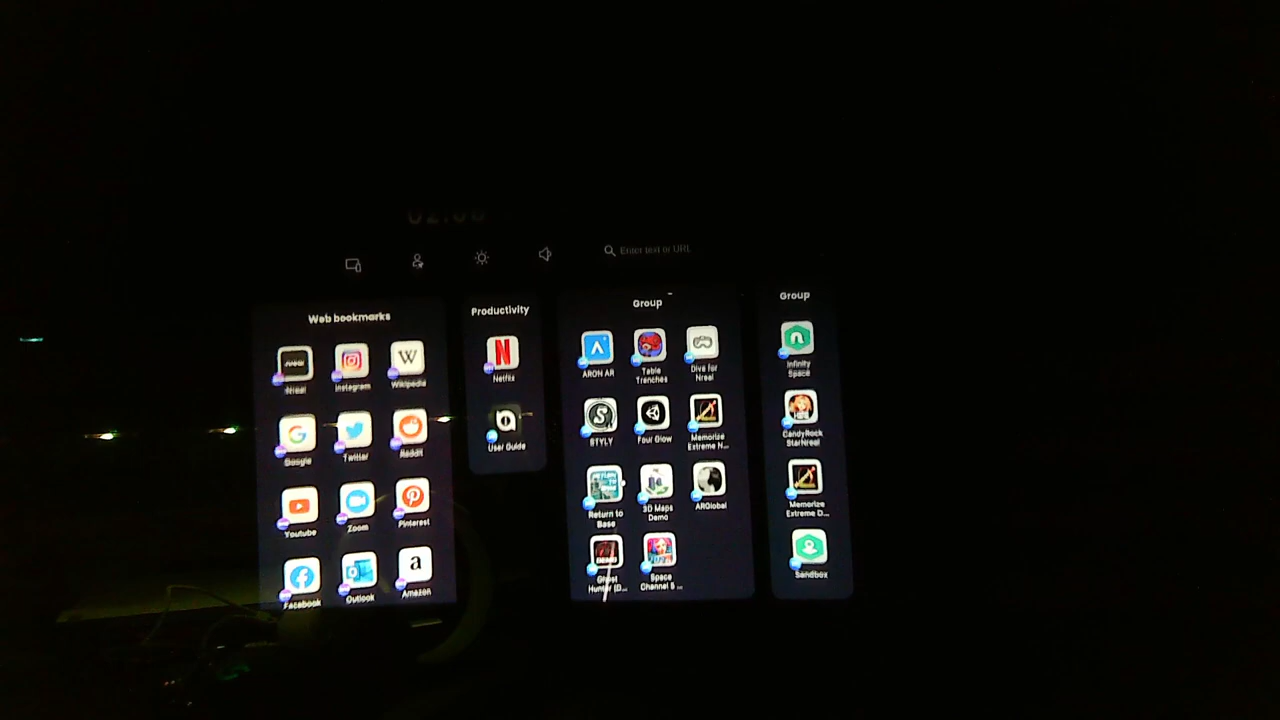 Enter text or URL
Web bookmarks
Nreal
Instagram
Wikipedia
Google
Twitter
Reddit
Youtube
Zoom
Pinterest
Facebook
Outlook
Amazon
Productivity
Netflix
User Guide
Group
ARON AR
Table
Trenches
Dive for
Nreal
STYLY
Four Glow
Memorize
Extreme N...
Return to
Base
3D Maps
Demo
ARGlobal
Ghost
Hunter (D...
Space
Channel 5 ...
Group
Infinity
Space
CandyRock
StarNreal
Memorize
Extreme D...
Sandbox